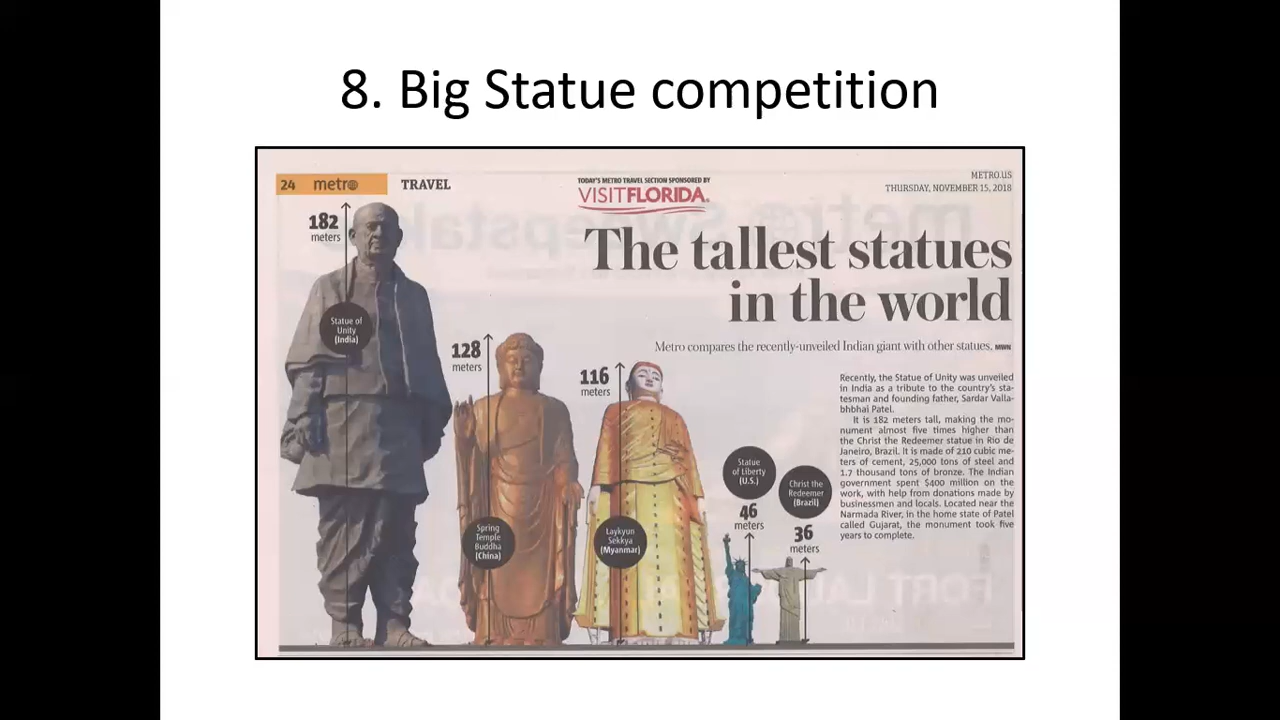 8. Big Statue competition
24 metro TRAVEL
TODAY'S METRO TRAVEL SECTION SPONSORED BY
VISITFLORIDA.
METRO.US
THURSDAY, NOVEMBER 15, 2018
The tallest statues
in the world
Metro compares the recently-unveiled Indian giant with other statues. MWN
182
meters
Statue of
Unity
(India)
128
meters
Spring
Temple
Buddha
(China)
116
meters
Laykyun
Sekkya
(Myanmar)
Statue
of Liberty
(U.S.)
46
meters
Christ the
Redeemer
(Brazil)
36
meters
Recently, the Statue of Unity was unveiled
in India as a tribute to the country's sta-
tesman and founding father, Sardar Valla-
bhbhai Patel.
It is 182 meters tall, making the mo-
nument almost five times higher than
the Christ the Redeemer statue in Rio de
Janeiro, Brazil. It is made of 210 cubic me-
ters of cement, 25,000 tons of steel and
1.7 thousand tons of bronze. The Indian
government spent $400 million on the
work, with help from donations made by
businessmen and locals. Located near the
Narmada River, in the home state of Patel
called Gujarat, the monument took five
years to complete.